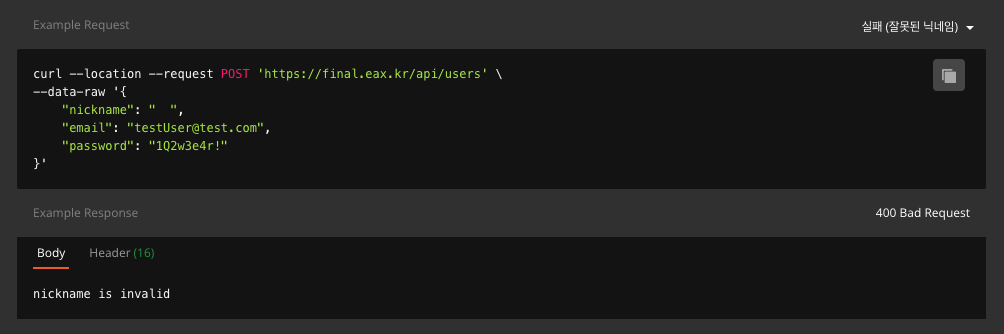 Example Request
실패 (잘못된 닉네임)
curl --location --request POST 'https://final.eax.kr/api/users' \
--data-raw '{
    "nickname": "  ",
    "email": "testUser@test.com",
    "password": "1Q2w3e4r!"
}'
Example Response
400 Bad Request
Body
Header (16)
nickname is invalid